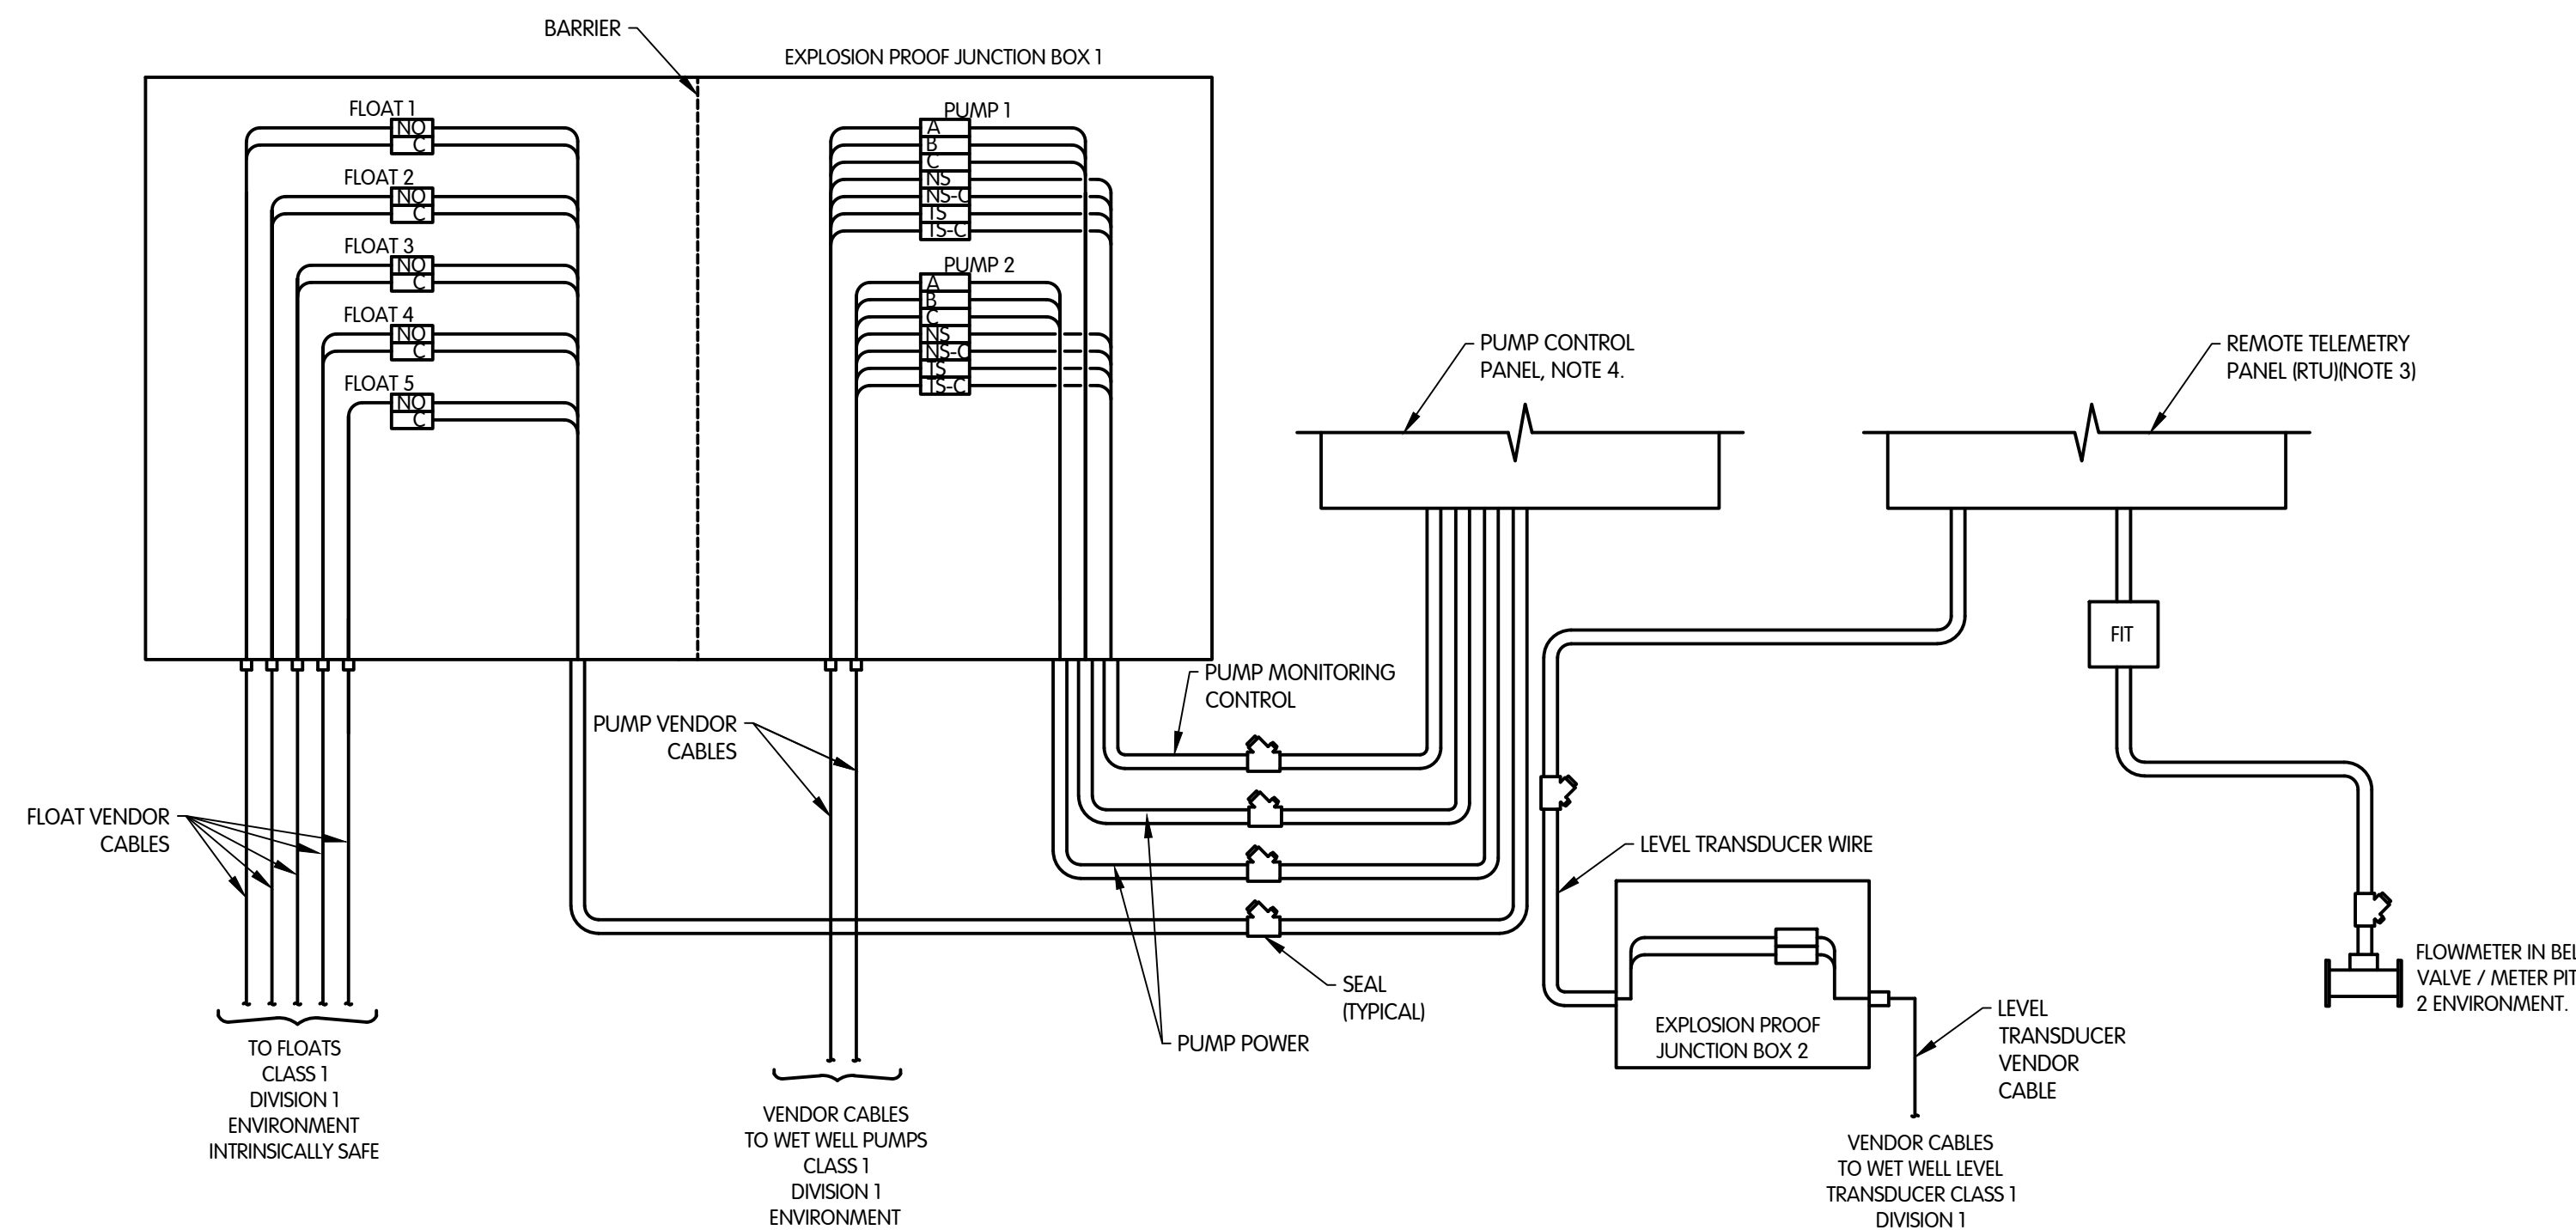 BARRIER
EXPLOSION PROOF JUNCTION BOX 1
FLOAT 1
NO
C
FLOAT 2
NO
C
FLOAT 3
NO
C
FLOAT 4
NO
C
FLOAT 5
NO
C
PUMP 1
A
B
C
NS
NS-C
TS
TS-C
PUMP 2
A
B
C
NS
NS-C
TS
TS-C
PUMP CONTROL
PANEL, NOTE 4.
REMOTE TELEMETRY
PANEL (RTU)(NOTE 3)
FIT
PUMP MONITORING
CONTROL
PUMP VENDOR
CABLES
FLOAT VENDOR
CABLES
LEVEL TRANSDUCER WIRE
SEAL
(TYPICAL)
PUMP POWER
EXPLOSION PROOF
JUNCTION BOX 2
LEVEL
TRANSDUCER
VENDOR
CABLE
FLOWMETER IN BEL
VALVE / METER PIT
2 ENVIRONMENT.
TO FLOATS
CLASS 1
DIVISION 1
ENVIRONMENT
INTRINSICALLY SAFE
VENDOR CABLES
TO WET WELL PUMPS
CLASS 1
DIVISION 1
ENVIRONMENT
VENDOR CABLES
TO WET WELL LEVEL
TRANSDUCER CLASS 1
DIVISION 1